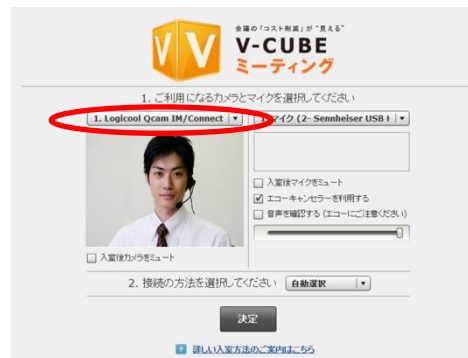 会議の「コスト削減」が"見える"
V-CUBE
ミーティング
1. ご利用になるカメラとマイクを選択してください
1. Logicool Qcam IM/Connect
マイク (2- Sennheiser USB H
入室後マイクをミュート
エコーキャンセラーを利用する
音声を確認する (エコーにご注意ください)
入室後カメラをミュート
2. 接続の方法を選択してください 自動選択
決定
詳しい入室方法のご案内はこちら